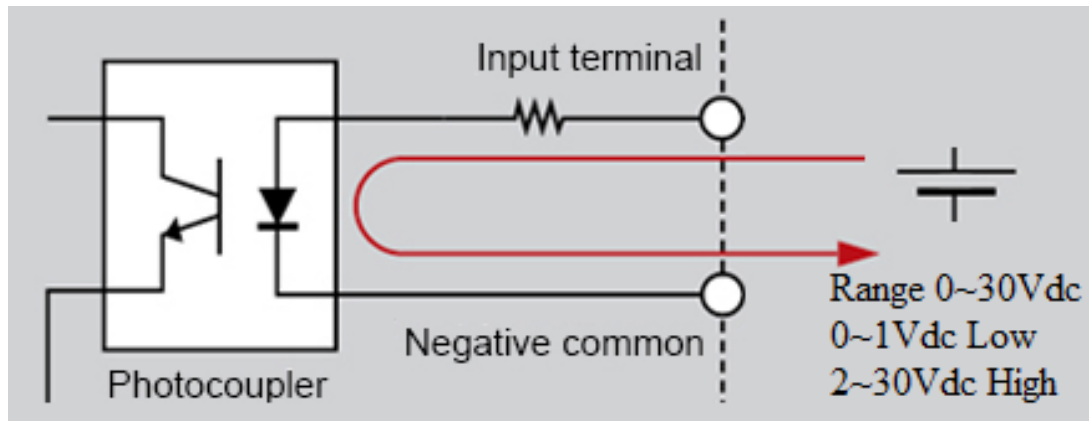 Input terminal
Negative common
Photocoupler
Range 0~30Vdc
0~1Vdc Low
2~30Vdc High